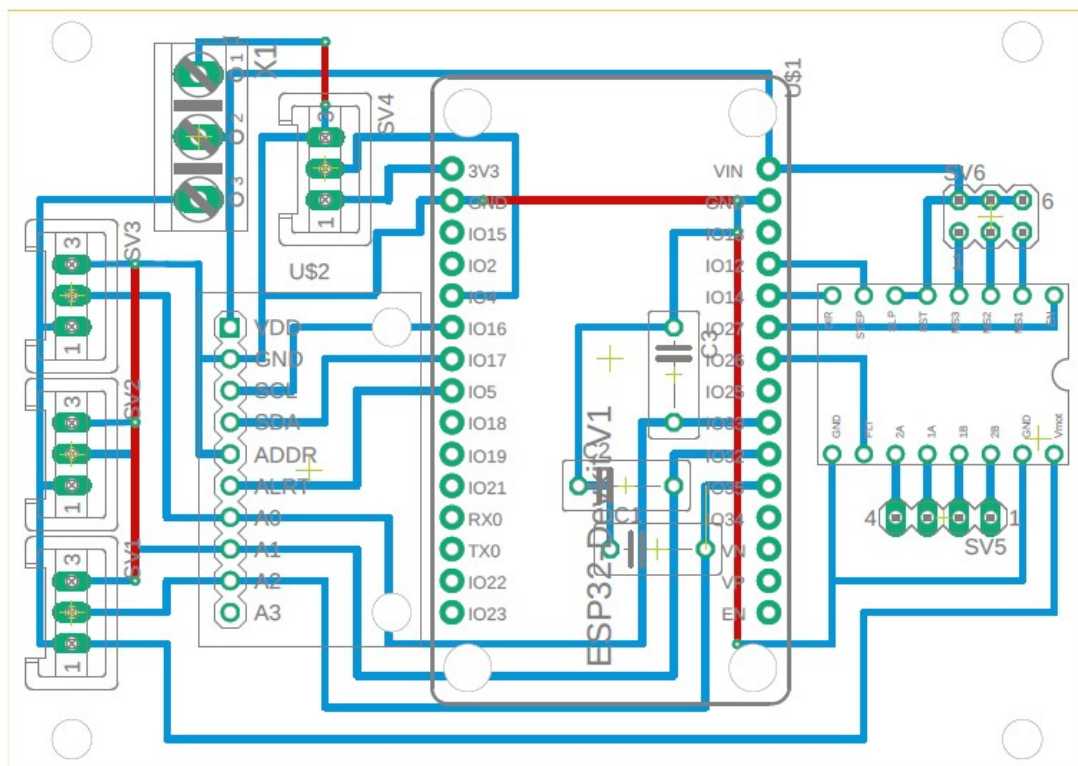 1
X1
2
3
3
SV4
1
U$1
3
SV3
1
U$2
VDD
GND
SCL
SDA
ADDR
ALRT
A0
A1
A2
A3
3
SV2
1
3
SV1
1
3V3
GND
IO15
IO2
IO4
IO16
IO17
IO5
IO18
IO19
IO21
RX0
TX0
IO22
IO23
ESP32-DevkitV1
C3
C1
VIN
GND
IO13
IO12
IO14
IO27
IO26
IO25
IO33
IO32
IO35
IO34
VN
VP
EN
SV6
6
1
DIR
STEP
SLP
RST
MS3
MS2
MS1
EN
GND
FLT
2A
1A
1B
2B
GND
Vmot
4
1
SV5